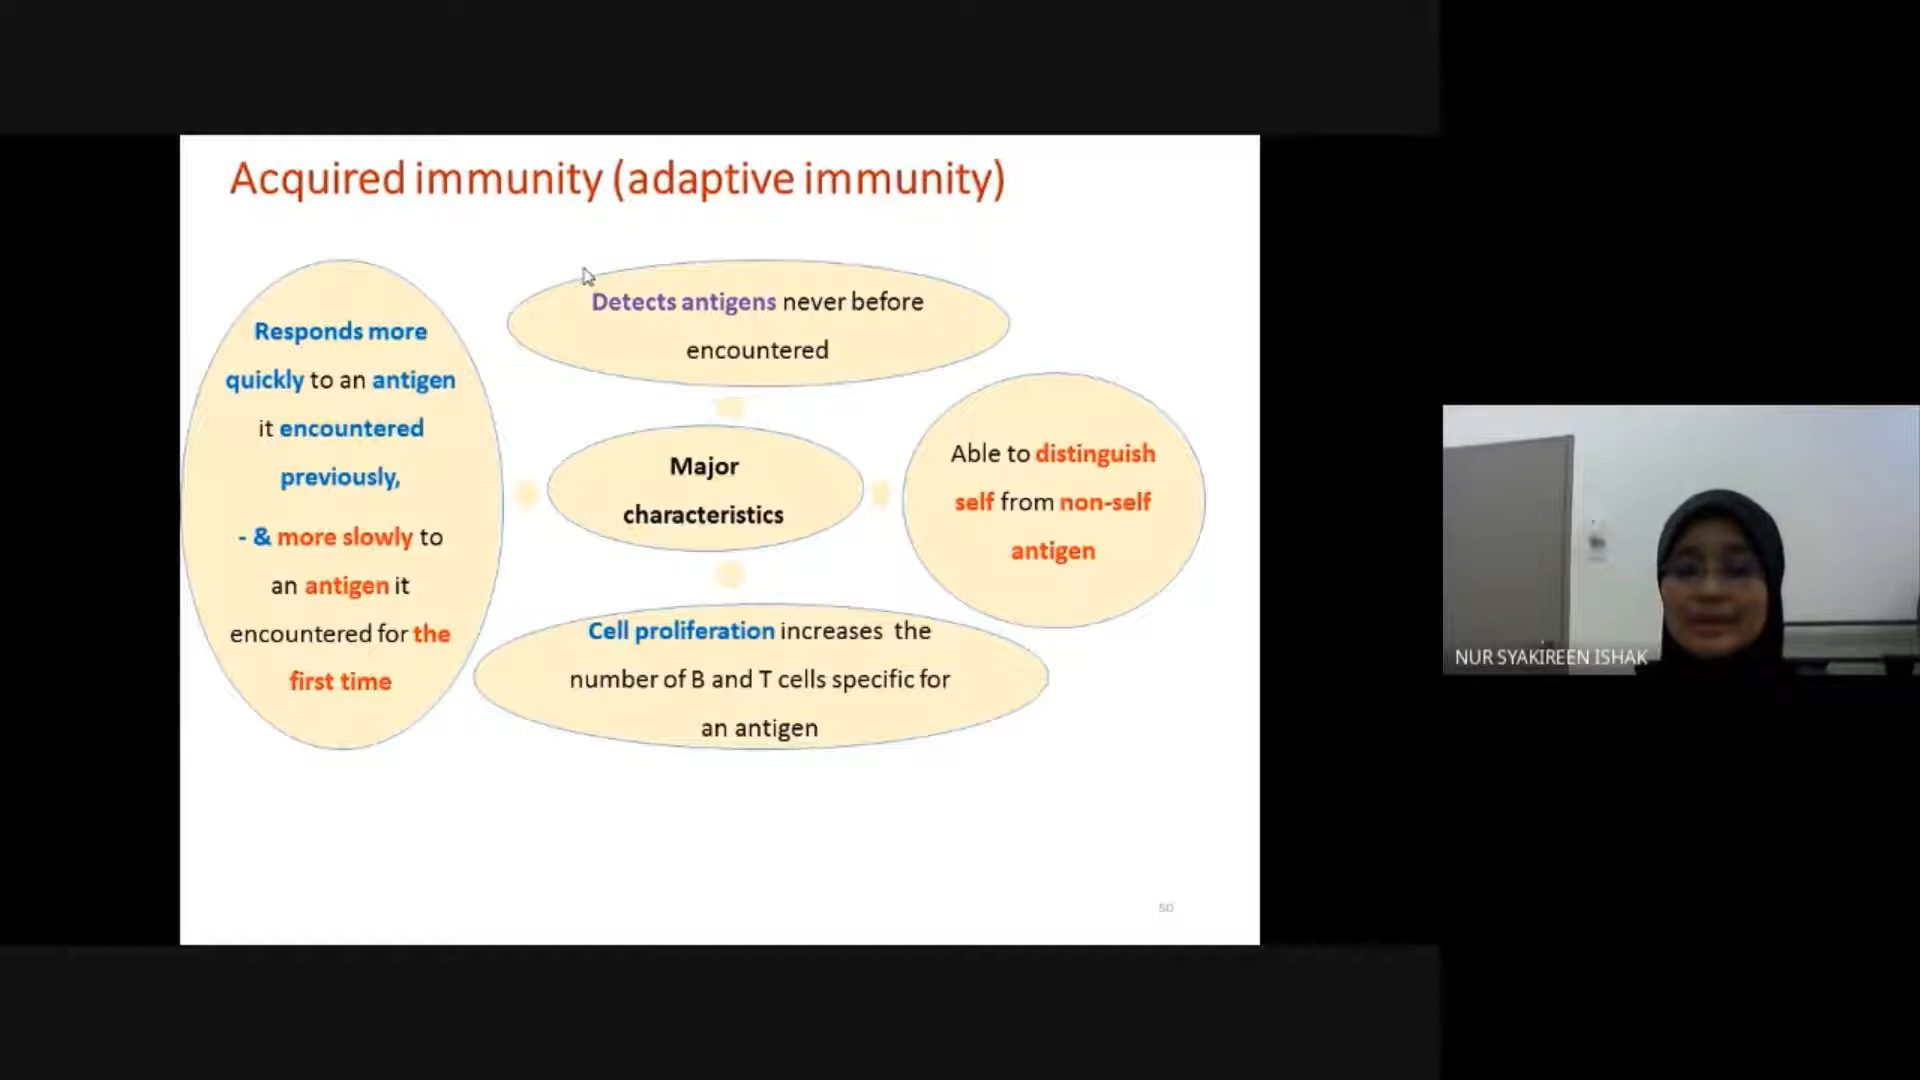 Acquired immunity (adaptive immunity)
Detects antigens never before
encountered
Responds more
quickly to an antigen
it encountered
previously,
- & more slowly to
an antigen it
encountered for the
first time
Major
characteristics
Able to distinguish
self from non-self
antigen
Cell proliferation increases the
number of B and T cells specific for
an antigen
50
NUR SYAKIREEN ISHAK